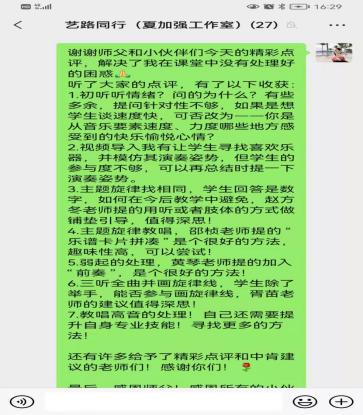 16:29
艺路同行（夏加强工作室）(27)
谢谢师父和小伙伴们今天的精彩点
评，解决了我在课堂中没有处理好
的困惑🙏
听了大家的点评，有了以下收获：
1.初听听情绪？问的为什么？有些
多余，提问针对性不够，如果是想
学生谈速度快，可否改为一一你是
从音乐要素速度、力度哪些地方感
受到的快乐愉悦心情？
2.视频导入我有让学生寻找喜欢乐
器，并模仿其演奏姿势，但学生的
参与度不够，可以再总结时提一下
演奏姿势。
3.主题旋律找相同，学生回答是数
字，如何在今后教学中避免，赵方
冬老师提的用听或者肢体的方式做
铺垫引导，值得深思！
4.主题旋律教唱，邵桢老师提的“
乐谱卡片拼凑”是个很好的方法，
趣味性高，可以尝试！
5.弱起的处理，黄琴老师提的加入
“前奏”，是个很好的方法！
6.三听全曲并画旋律线，学生除了
举手，能否参与画旋律线，胥苗老
师的建议值得深思！
7.教唱高音的处理！自己还需要提
升自身专业技能！寻找更多的方
法！
还有许多给予了精彩点评和中肯建
议的老师们！感谢你们！🌹
最后，感恩师父！感恩所有的小伙